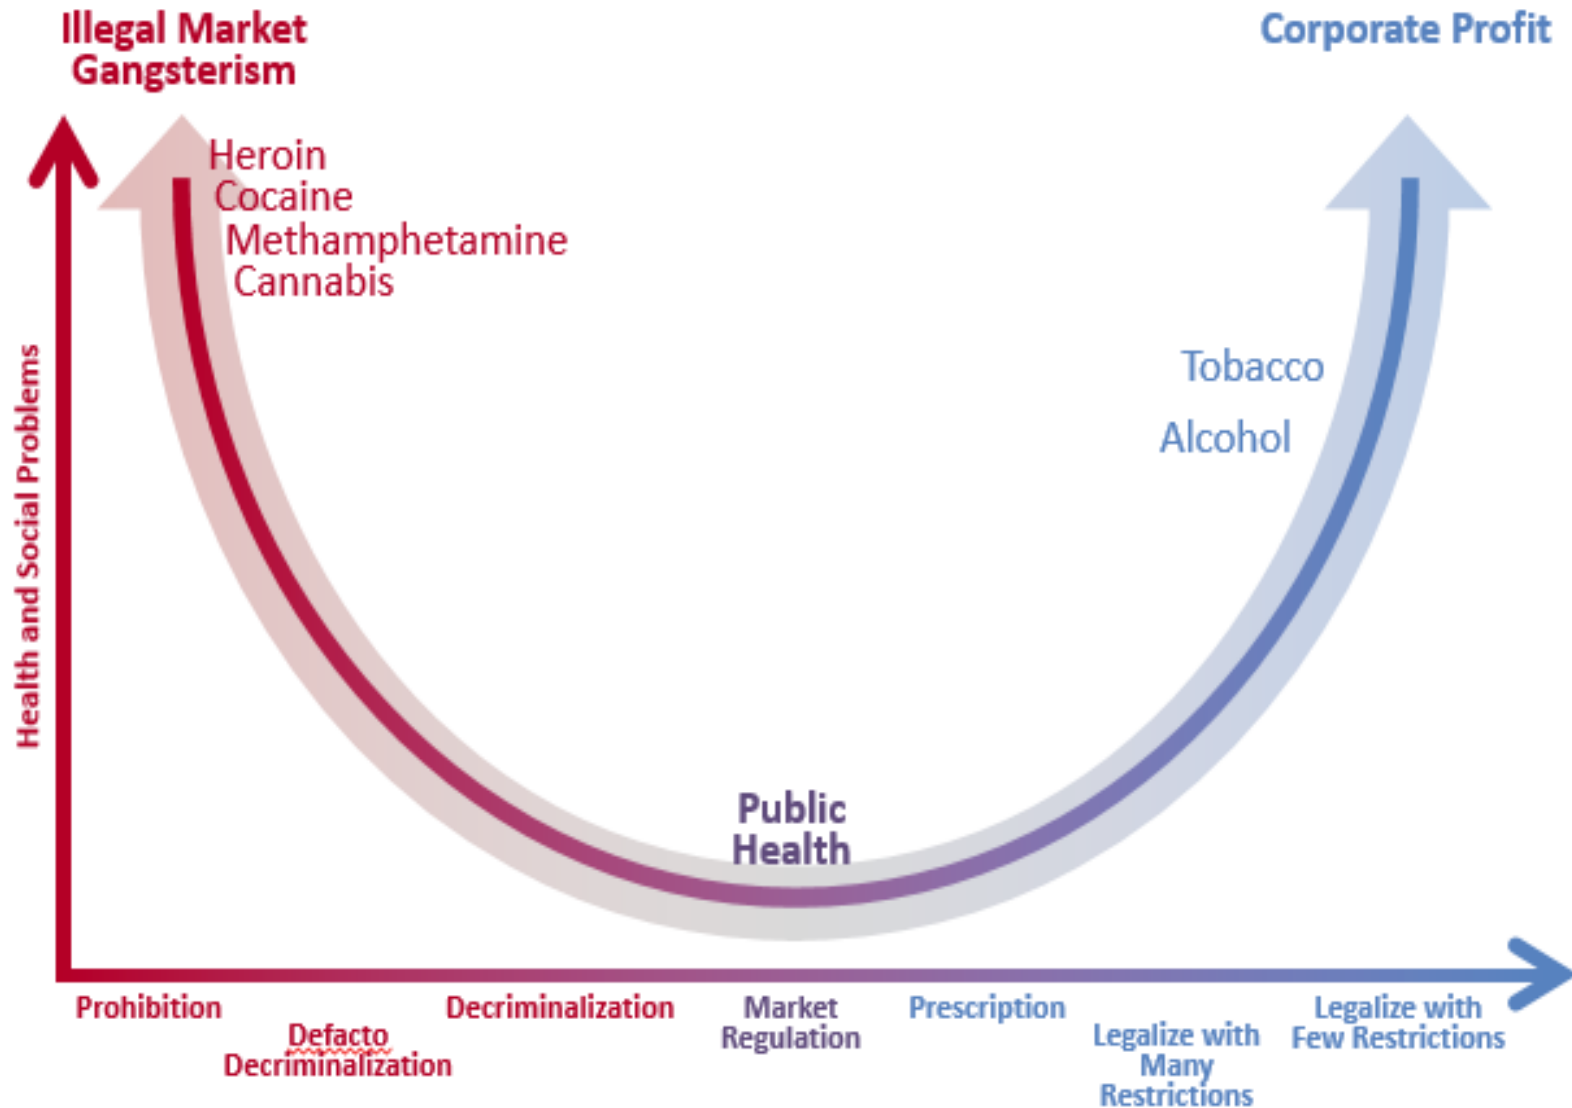 Illegal Market
Gangsterism
Corporate Profit
Heroin
Cocaine
Methamphetamine
Cannabis
Tobacco
Alcohol
Health and Social Problems
Public
Health
Prohibition
Defacto
Decriminalization
Decriminalization
Market
Regulation
Prescription
Legalize with
Many
Restrictions
Legalize with
Few Restrictions